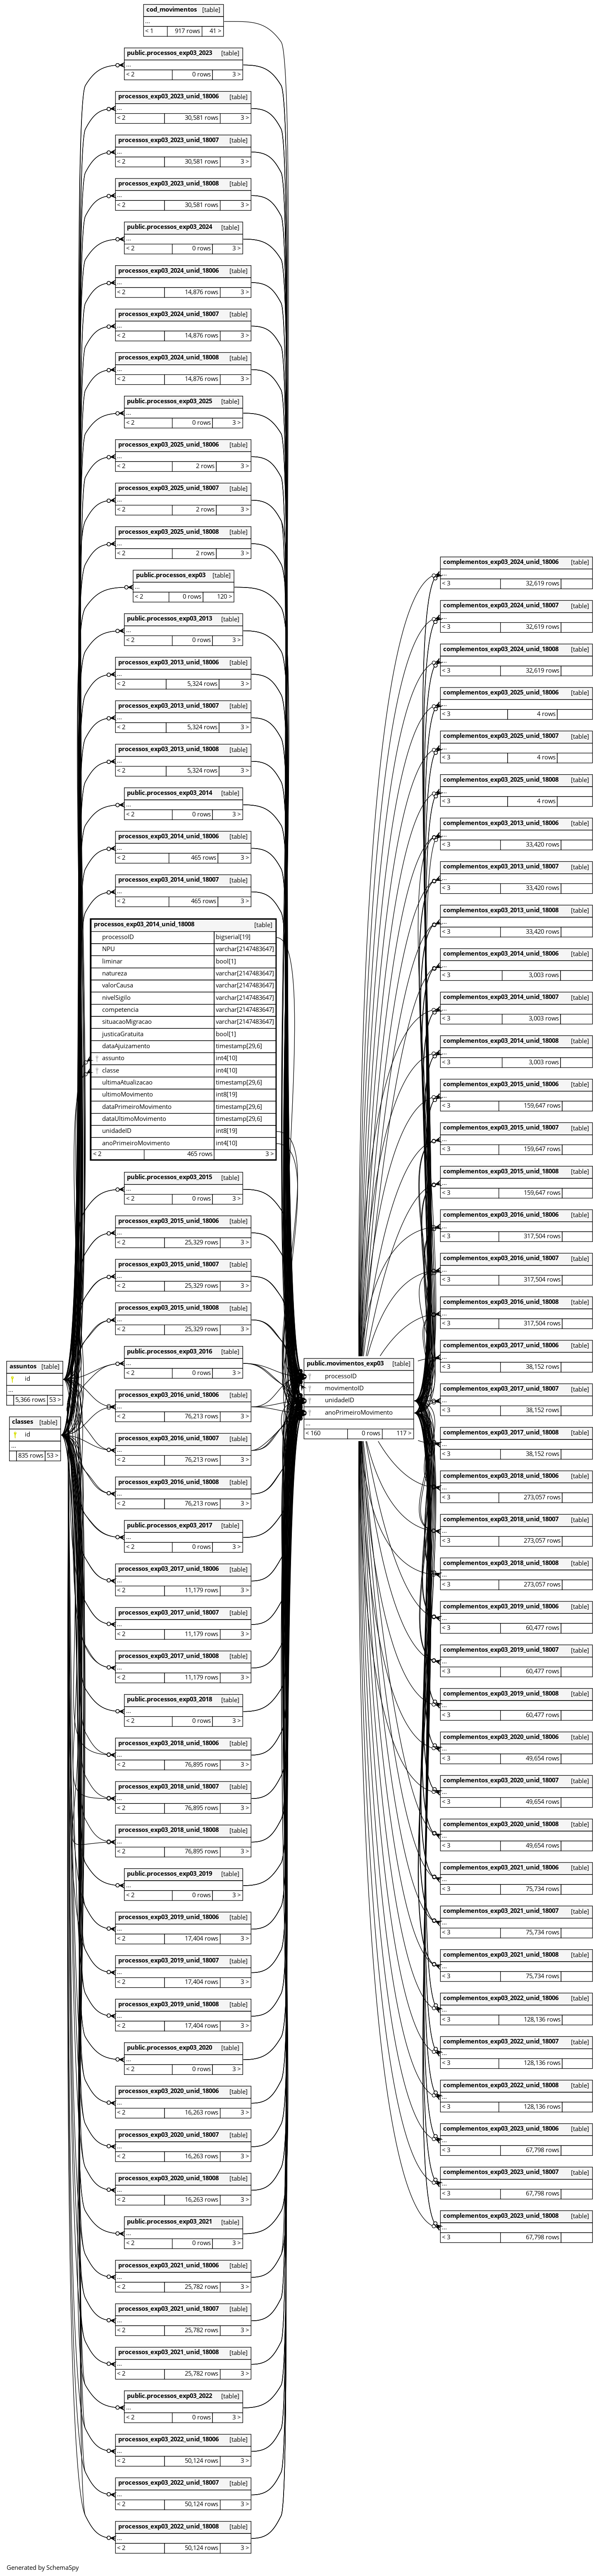 cod_movimentos [table]
...
< 1 917 rows 41 >
public.processos_exp03_2023 [table]
...
< 2 0 rows 3 >
processos_exp03_2023_unid_18006 [table]
...
< 2 30,581 rows 3 >
processos_exp03_2023_unid_18007 [table]
...
< 2 30,581 rows 3 >
processos_exp03_2023_unid_18008 [table]
...
< 2 30,581 rows 3 >
public.processos_exp03_2024 [table]
...
< 2 0 rows 3 >
processos_exp03_2024_unid_18006 [table]
...
< 2 14,876 rows 3 >
processos_exp03_2024_unid_18007 [table]
...
< 2 14,876 rows 3 >
processos_exp03_2024_unid_18008 [table]
...
< 2 14,876 rows 3 >
public.processos_exp03_2025 [table]
...
< 2 0 rows 3 >
processos_exp03_2025_unid_18006 [table]
...
< 2 2 rows 3 >
processos_exp03_2025_unid_18007 [table]
...
< 2 2 rows 3 >
processos_exp03_2025_unid_18008 [table]
...
< 2 2 rows 3 >
public.processos_exp03 [table]
...
< 2 0 rows 120 >
public.processos_exp03_2013 [table]
...
< 2 0 rows 3 >
processos_exp03_2013_unid_18006 [table]
...
< 2 5,324 rows 3 >
processos_exp03_2013_unid_18007 [table]
...
< 2 5,324 rows 3 >
processos_exp03_2013_unid_18008 [table]
...
< 2 5,324 rows 3 >
public.processos_exp03_2014 [table]
...
< 2 0 rows 3 >
processos_exp03_2014_unid_18006 [table]
...
< 2 465 rows 3 >
processos_exp03_2014_unid_18007 [table]
...
< 2 465 rows 3 >
processos_exp03_2014_unid_18008 [table]
processoID bigserial[19]
NPU varchar[2147483647]
liminar bool[1]
natureza varchar[2147483647]
valorCausa varchar[2147483647]
nivelSigilo varchar[2147483647]
competencia varchar[2147483647]
situacaoMigracao varchar[2147483647]
justicaGratuita bool[1]
dataAjuizamento timestamp[29,6]
assunto int4[10]
classe int4[10]
ultimaAtualizacao timestamp[29,6]
ultimoMovimento int8[19]
dataPrimeiroMovimento timestamp[29,6]
dataUltimoMovimento timestamp[29,6]
unidadeID int8[19]
anoPrimeiroMovimento int4[10]
< 2 465 rows 3 >
public.processos_exp03_2015 [table]
...
< 2 0 rows 3 >
processos_exp03_2015_unid_18006 [table]
...
< 2 25,329 rows 3 >
processos_exp03_2015_unid_18007 [table]
...
< 2 25,329 rows 3 >
processos_exp03_2015_unid_18008 [table]
...
< 2 25,329 rows 3 >
public.processos_exp03_2016 [table]
...
< 2 0 rows 3 >
processos_exp03_2016_unid_18006 [table]
...
< 2 76,213 rows 3 >
processos_exp03_2016_unid_18007 [table]
...
< 2 76,213 rows 3 >
processos_exp03_2016_unid_18008 [table]
...
< 2 76,213 rows 3 >
public.processos_exp03_2017 [table]
...
< 2 0 rows 3 >
processos_exp03_2017_unid_18006 [table]
...
< 2 11,179 rows 3 >
processos_exp03_2017_unid_18007 [table]
...
< 2 11,179 rows 3 >
processos_exp03_2017_unid_18008 [table]
...
< 2 11,179 rows 3 >
public.processos_exp03_2018 [table]
...
< 2 0 rows 3 >
processos_exp03_2018_unid_18006 [table]
...
< 2 76,895 rows 3 >
processos_exp03_2018_unid_18007 [table]
...
< 2 76,895 rows 3 >
processos_exp03_2018_unid_18008 [table]
...
< 2 76,895 rows 3 >
public.processos_exp03_2019 [table]
...
< 2 0 rows 3 >
processos_exp03_2019_unid_18006 [table]
...
< 2 17,404 rows 3 >
processos_exp03_2019_unid_18007 [table]
...
< 2 17,404 rows 3 >
processos_exp03_2019_unid_18008 [table]
...
< 2 17,404 rows 3 >
public.processos_exp03_2020 [table]
...
< 2 0 rows 3 >
processos_exp03_2020_unid_18006 [table]
...
< 2 16,263 rows 3 >
processos_exp03_2020_unid_18007 [table]
...
< 2 16,263 rows 3 >
processos_exp03_2020_unid_18008 [table]
...
< 2 16,263 rows 3 >
public.processos_exp03_2021 [table]
...
< 2 0 rows 3 >
processos_exp03_2021_unid_18006 [table]
...
< 2 25,782 rows 3 >
processos_exp03_2021_unid_18007 [table]
...
< 2 25,782 rows 3 >
processos_exp03_2021_unid_18008 [table]
...
< 2 25,782 rows 3 >
public.processos_exp03_2022 [table]
...
< 2 0 rows 3 >
processos_exp03_2022_unid_18006 [table]
...
< 2 50,124 rows 3 >
processos_exp03_2022_unid_18007 [table]
...
< 2 50,124 rows 3 >
processos_exp03_2022_unid_18008 [table]
...
< 2 50,124 rows 3 >
assuntos [table]
id
...
5,366 rows 53 >
classes [table]
id
...
835 rows 53 >
public.movimentos_exp03 [table]
processoID
movimentoID
unidadeID
anoPrimeiroMovimento
...
< 160 0 rows 117 >
complementos_exp03_2024_unid_18006 [table]
...
< 3 32,619 rows
complementos_exp03_2024_unid_18007 [table]
...
< 3 32,619 rows
complementos_exp03_2024_unid_18008 [table]
...
< 3 32,619 rows
complementos_exp03_2025_unid_18006 [table]
...
< 3 4 rows
complementos_exp03_2025_unid_18007 [table]
...
< 3 4 rows
complementos_exp03_2025_unid_18008 [table]
...
< 3 4 rows
complementos_exp03_2013_unid_18006 [table]
...
< 3 33,420 rows
complementos_exp03_2013_unid_18007 [table]
...
< 3 33,420 rows
complementos_exp03_2013_unid_18008 [table]
...
< 3 33,420 rows
complementos_exp03_2014_unid_18006 [table]
...
< 3 3,003 rows
complementos_exp03_2014_unid_18007 [table]
...
< 3 3,003 rows
complementos_exp03_2014_unid_18008 [table]
...
< 3 3,003 rows
complementos_exp03_2015_unid_18006 [table]
...
< 3 159,647 rows
complementos_exp03_2015_unid_18007 [table]
...
< 3 159,647 rows
complementos_exp03_2015_unid_18008 [table]
...
< 3 159,647 rows
complementos_exp03_2016_unid_18006 [table]
...
< 3 317,504 rows
complementos_exp03_2016_unid_18007 [table]
...
< 3 317,504 rows
complementos_exp03_2016_unid_18008 [table]
...
< 3 317,504 rows
complementos_exp03_2017_unid_18006 [table]
...
< 3 38,152 rows
complementos_exp03_2017_unid_18007 [table]
...
< 3 38,152 rows
complementos_exp03_2017_unid_18008 [table]
...
< 3 38,152 rows
complementos_exp03_2018_unid_18006 [table]
...
< 3 273,057 rows
complementos_exp03_2018_unid_18007 [table]
...
< 3 273,057 rows
complementos_exp03_2018_unid_18008 [table]
...
< 3 273,057 rows
complementos_exp03_2019_unid_18006 [table]
...
< 3 60,477 rows
complementos_exp03_2019_unid_18007 [table]
...
< 3 60,477 rows
complementos_exp03_2019_unid_18008 [table]
...
< 3 60,477 rows
complementos_exp03_2020_unid_18006 [table]
...
< 3 49,654 rows
complementos_exp03_2020_unid_18007 [table]
...
< 3 49,654 rows
complementos_exp03_2020_unid_18008 [table]
...
< 3 49,654 rows
complementos_exp03_2021_unid_18006 [table]
...
< 3 75,734 rows
complementos_exp03_2021_unid_18007 [table]
...
< 3 75,734 rows
complementos_exp03_2021_unid_18008 [table]
...
< 3 75,734 rows
complementos_exp03_2022_unid_18006 [table]
...
< 3 128,136 rows
complementos_exp03_2022_unid_18007 [table]
...
< 3 128,136 rows
complementos_exp03_2022_unid_18008 [table]
...
< 3 128,136 rows
complementos_exp03_2023_unid_18006 [table]
...
< 3 67,798 rows
complementos_exp03_2023_unid_18007 [table]
...
< 3 67,798 rows
complementos_exp03_2023_unid_18008 [table]
...
< 3 67,798 rows
Generated by SchemaSpy